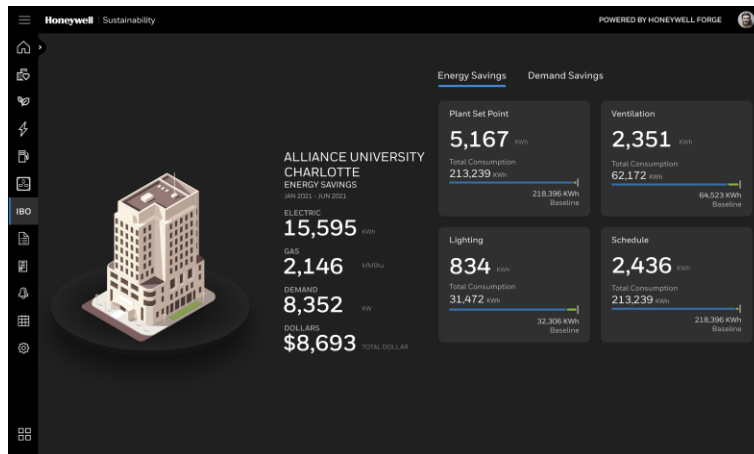 Honeywell | Sustainability
POWERED BY HONEYWELL FORGE
IBO
ALLIANCE UNIVERSITY
CHARLOTTE
ENERGY SAVINGS
JAN 2021 - JUN 2021
ELECTRIC
15,595 KWh
GAS
2,146 MMBtu
DEMAND
8,352 KW
DOLLARS
$8,693 TOTAL DOLLAR
Energy Savings
Demand Savings
Plant Set Point
5,167 KWh
Total Consumption
213,239 KWh
218,396 KWh
Baseline
Ventilation
2,351 KWh
Total Consumption
62,172 KWh
64,523 KWh
Baseline
Lighting
834 KWh
Total Consumption
31,472 KWh
32,306 KWh
Baseline
Schedule
2,436 KWh
Total Consumption
213,239 KWh
218,396 KWh
Baseline